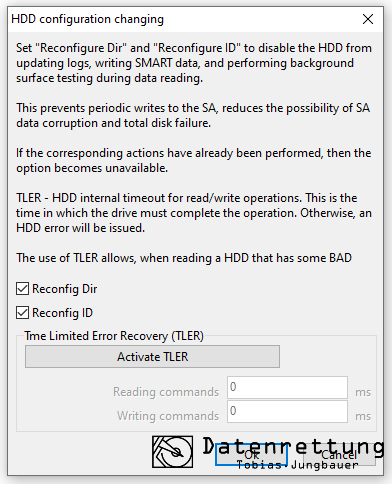 HDD configuration changing
Set "Reconfigure Dir" and "Reconfigure ID" to disable the HDD from
updating logs, writing SMART data, and performing background
surface testing during data reading.
This prevents periodic writes to the SA, reduces the possibility of SA
data corruption and total disk failure.
If the corresponding actions have already been performed, then the
option becomes unavailable.
TLER - HDD internal timeout for read/write operations. This is the
time in which the drive must complete the operation. Otherwise, an
HDD error will be issued.
The use of TLER allows, when reading a HDD that has some BAD
Reconfig Dir
Reconfig ID
Tme Limited Error Recovery (TLER)
Activate TLER
Reading commands 0 ms
Writing commands 0 ms
Ok Cancel
Datenrettung
Tobias.Jungbauer